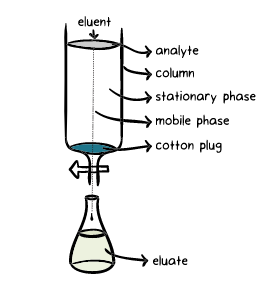 eluent
analyte
column
stationary phase
mobile phase
cotton plug
eluate